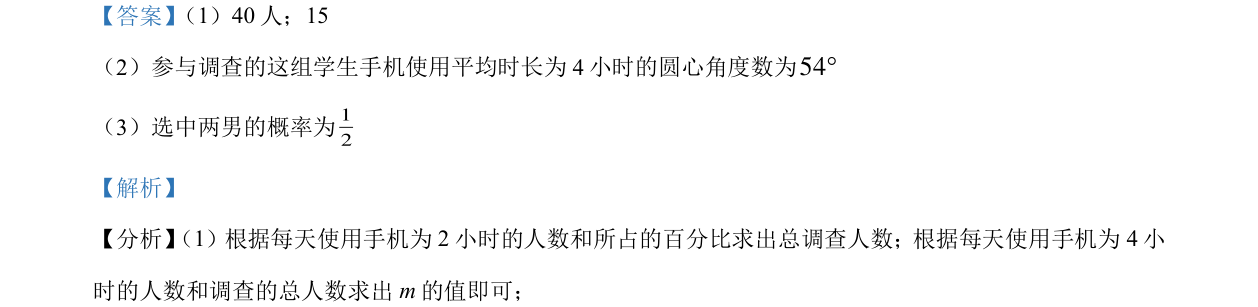 【答案】（1）40 人；15
（2）参与调查的这组学生手机使用平均时长为 4 小时的圆心角度数为54°
（3）选中两男的概率为1/2
【解析】
【分析】（1）根据每天使用手机为 2 小时的人数和所占的百分比求出总调查人数；根据每天使用手机为 4 小
时的人数和调查的总人数求出 m 的值即可；